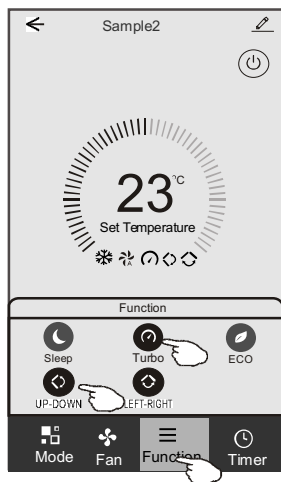 Sample2
23°C
Set Temperature
A
Function
Sleep Turbo ECO
UP-DOWN LEFT-RIGHT
Mode Fan Function Timer